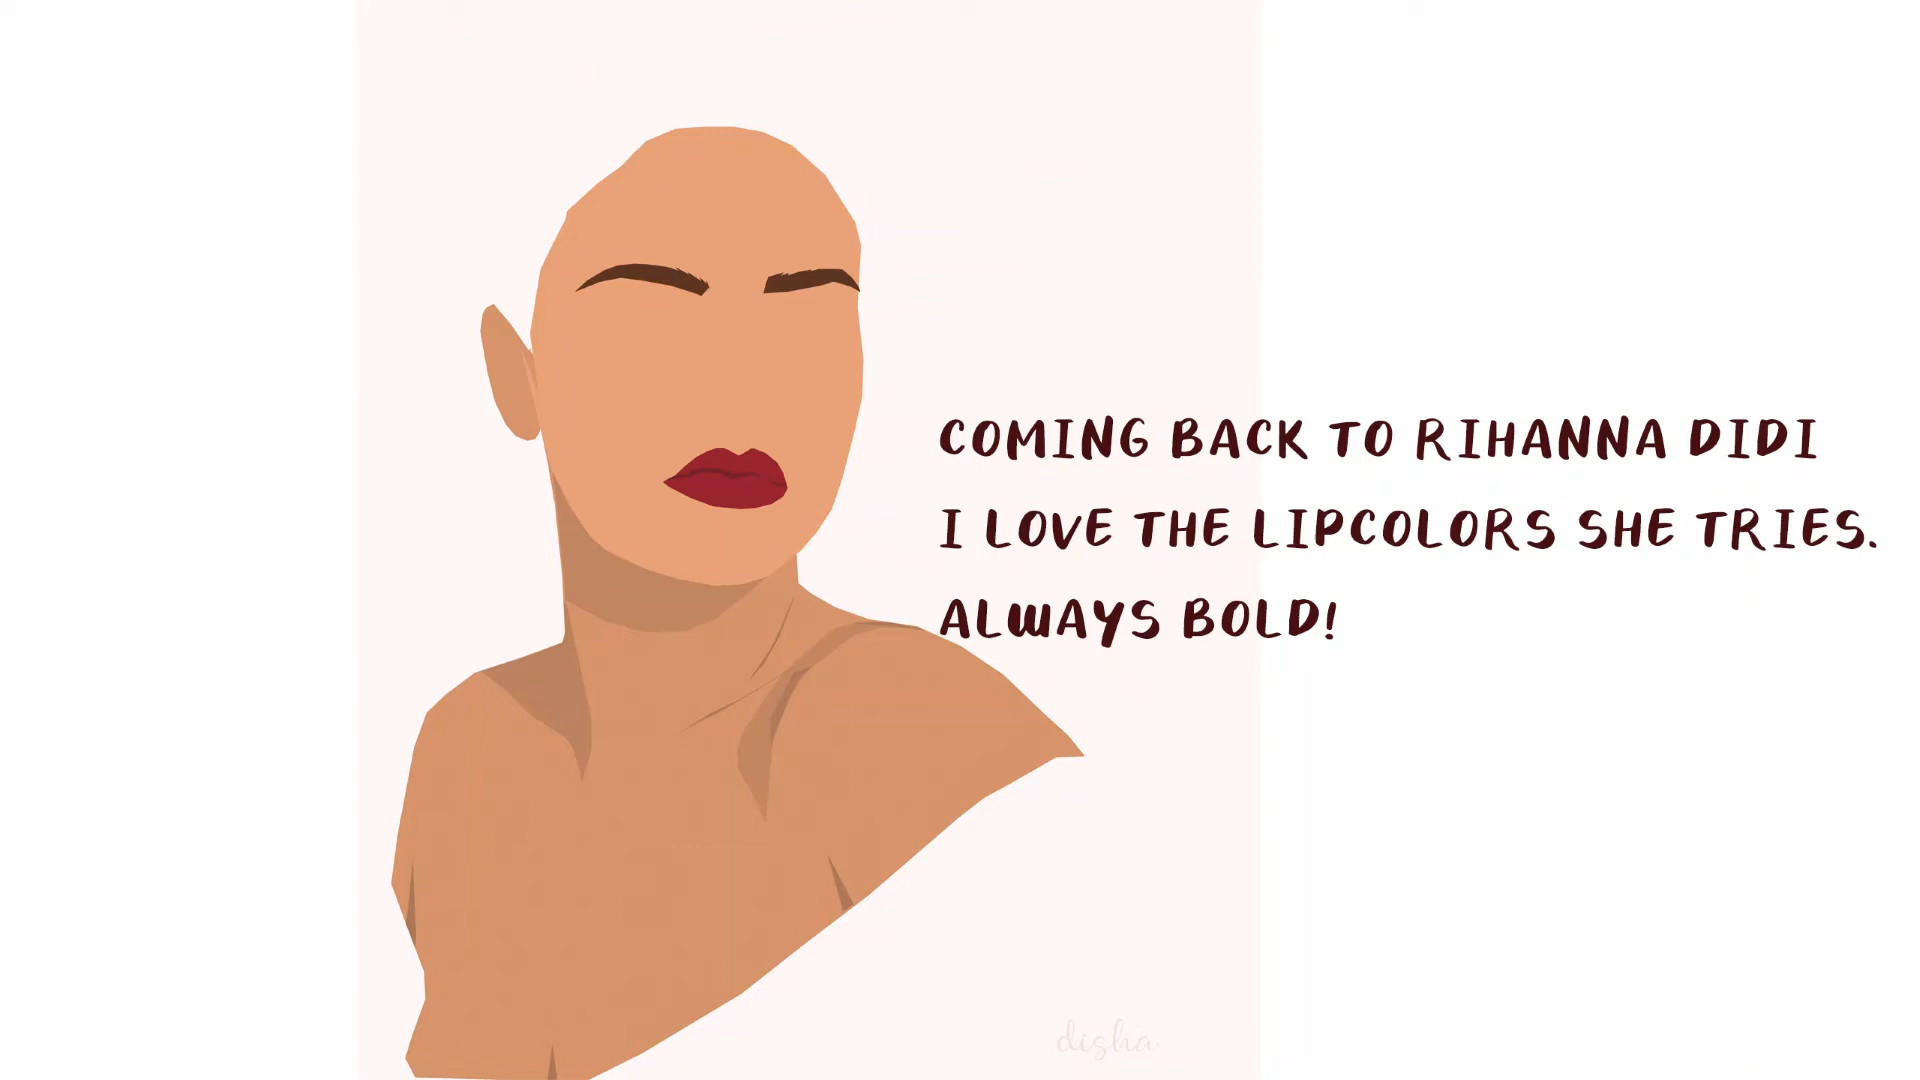 COMING BACK TO RIHANNA DIDI
I LOVE THE LIPCOLORS SHE TRIES.
ALWAYS BOLD!
disha